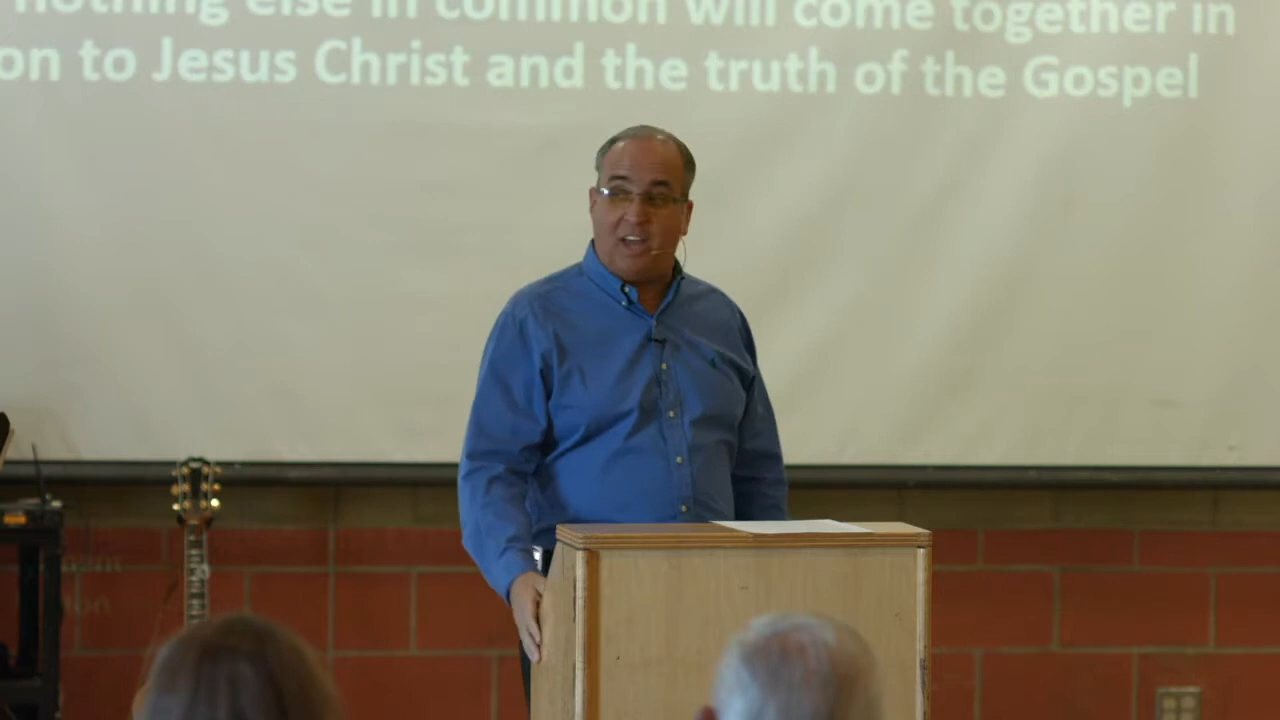 nothing else in common will come together in
on to Jesus Christ and the truth of the Gospel